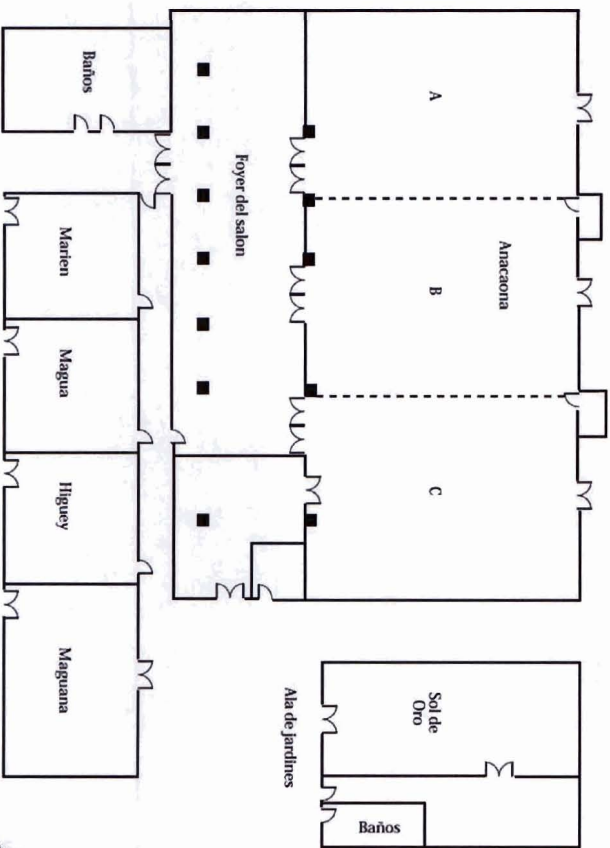 Baños
A
Foyer del salon
Anacaona
B
Marien
Magua
C
Higuey
Maguana
Sol de
Oro
Ala de jardines
Baños